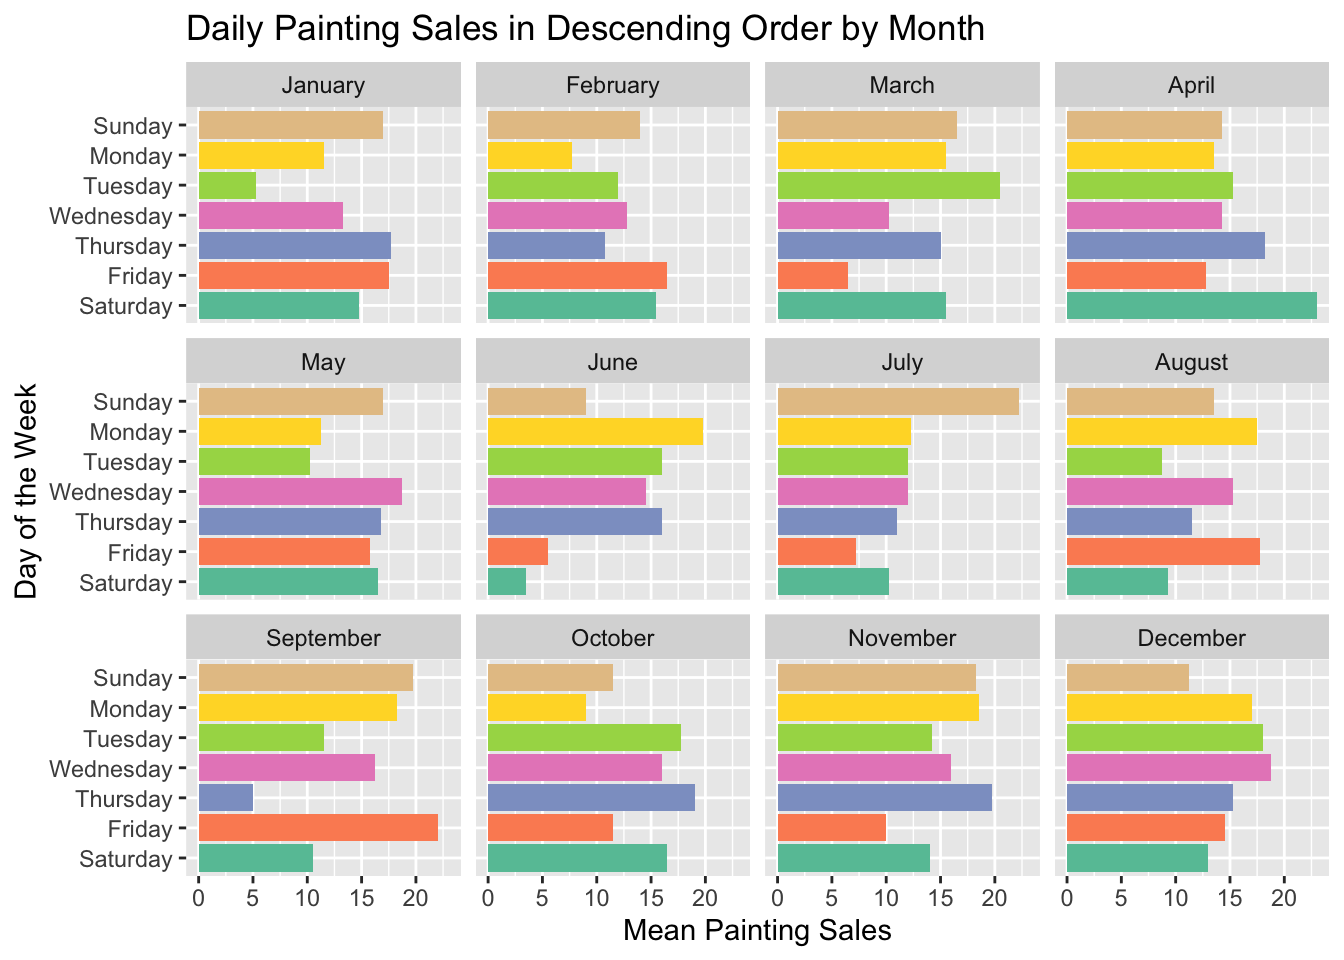 Daily Painting Sales in Descending Order by Month
January February March April
Sunday
Monday
Tuesday
Wednesday
Thursday
Friday
Saturday
May June July August
Sunday
Monday
Tuesday
Wednesday
Thursday
Friday
Saturday
September October November December
Sunday
Monday
Tuesday
Wednesday
Thursday
Friday
Saturday
0 5 10 15 20 0 5 10 15 20 0 5 10 15 20 0 5 10 15 20
Mean Painting Sales
Day of the Week